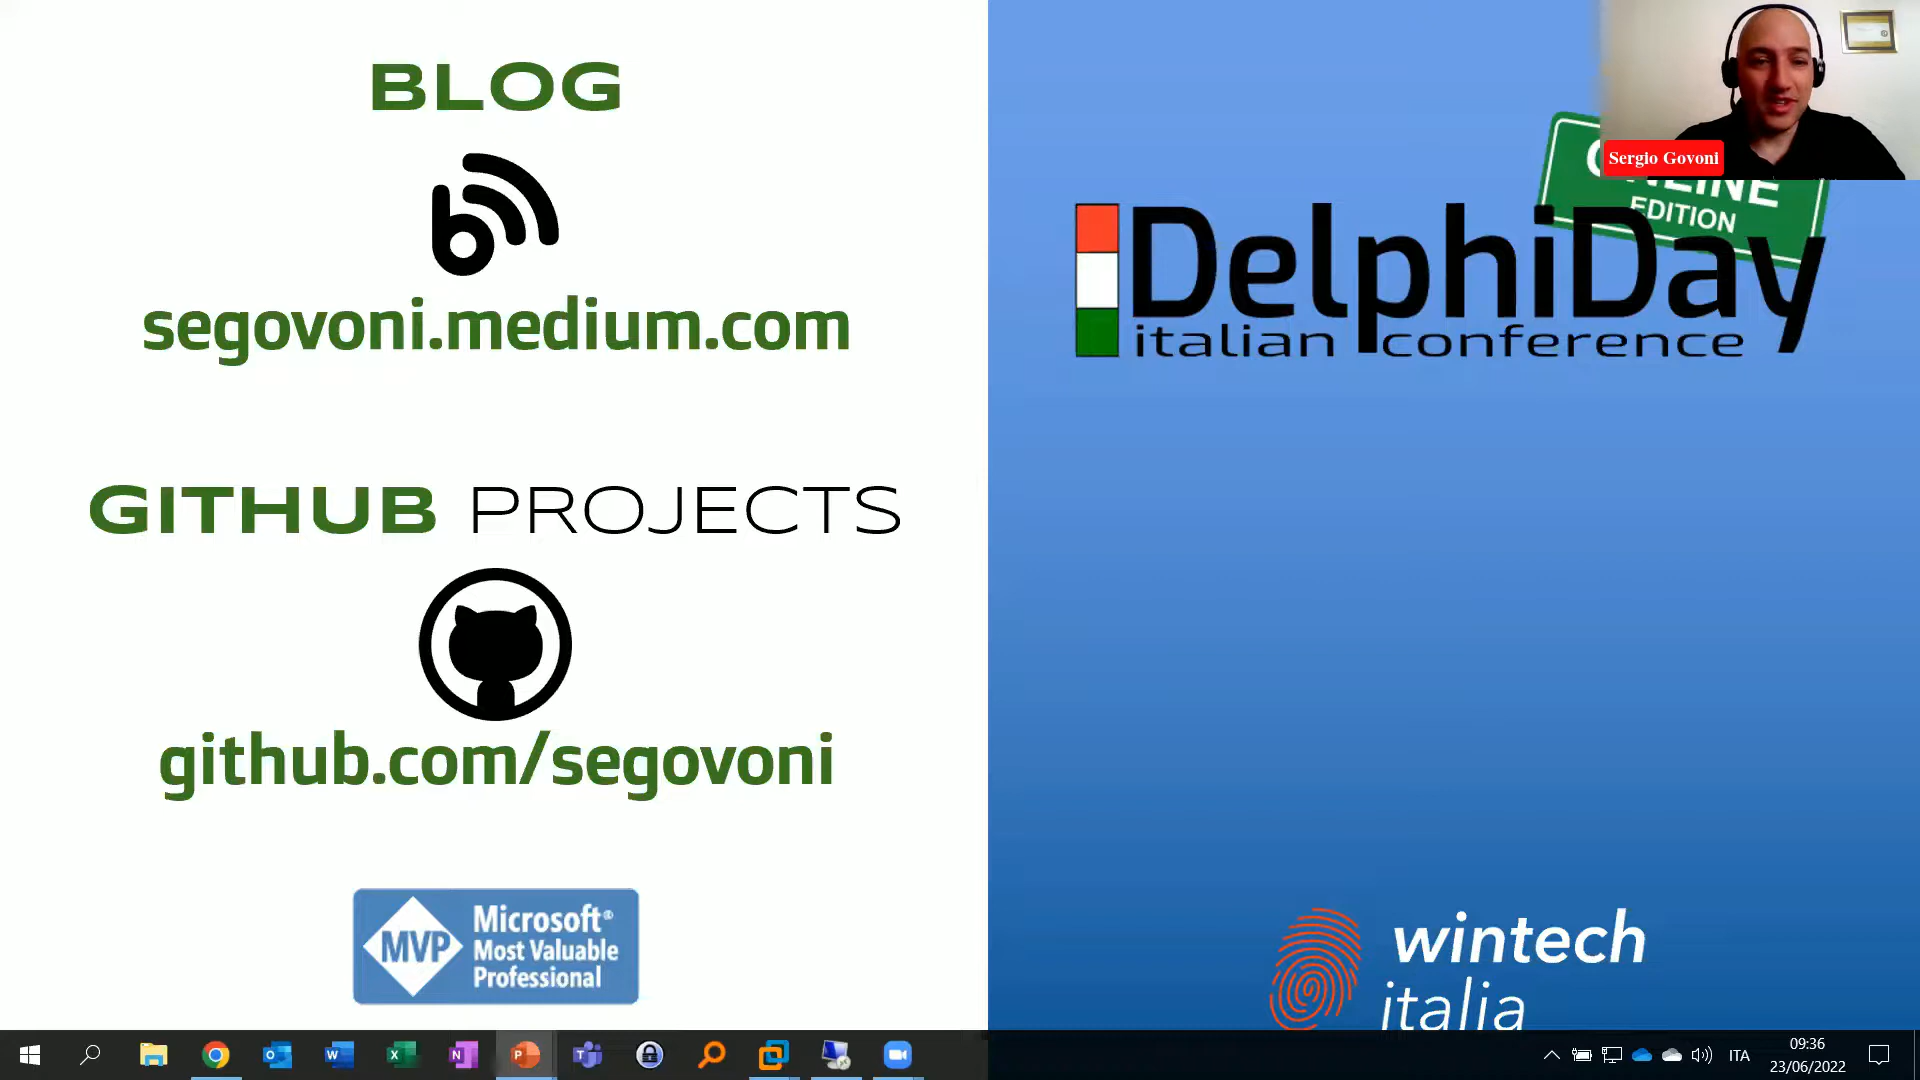 BLOG
segovoni.medium.com
GITHUB PROJECTS
github.com/segovoni
MVP
Microsoft®
Most Valuable
Professional
Sergio Govoni
ONLINE
EDITION
DelphiDay
italian conference
wintech
italia
ITA
09:36
23/06/2022